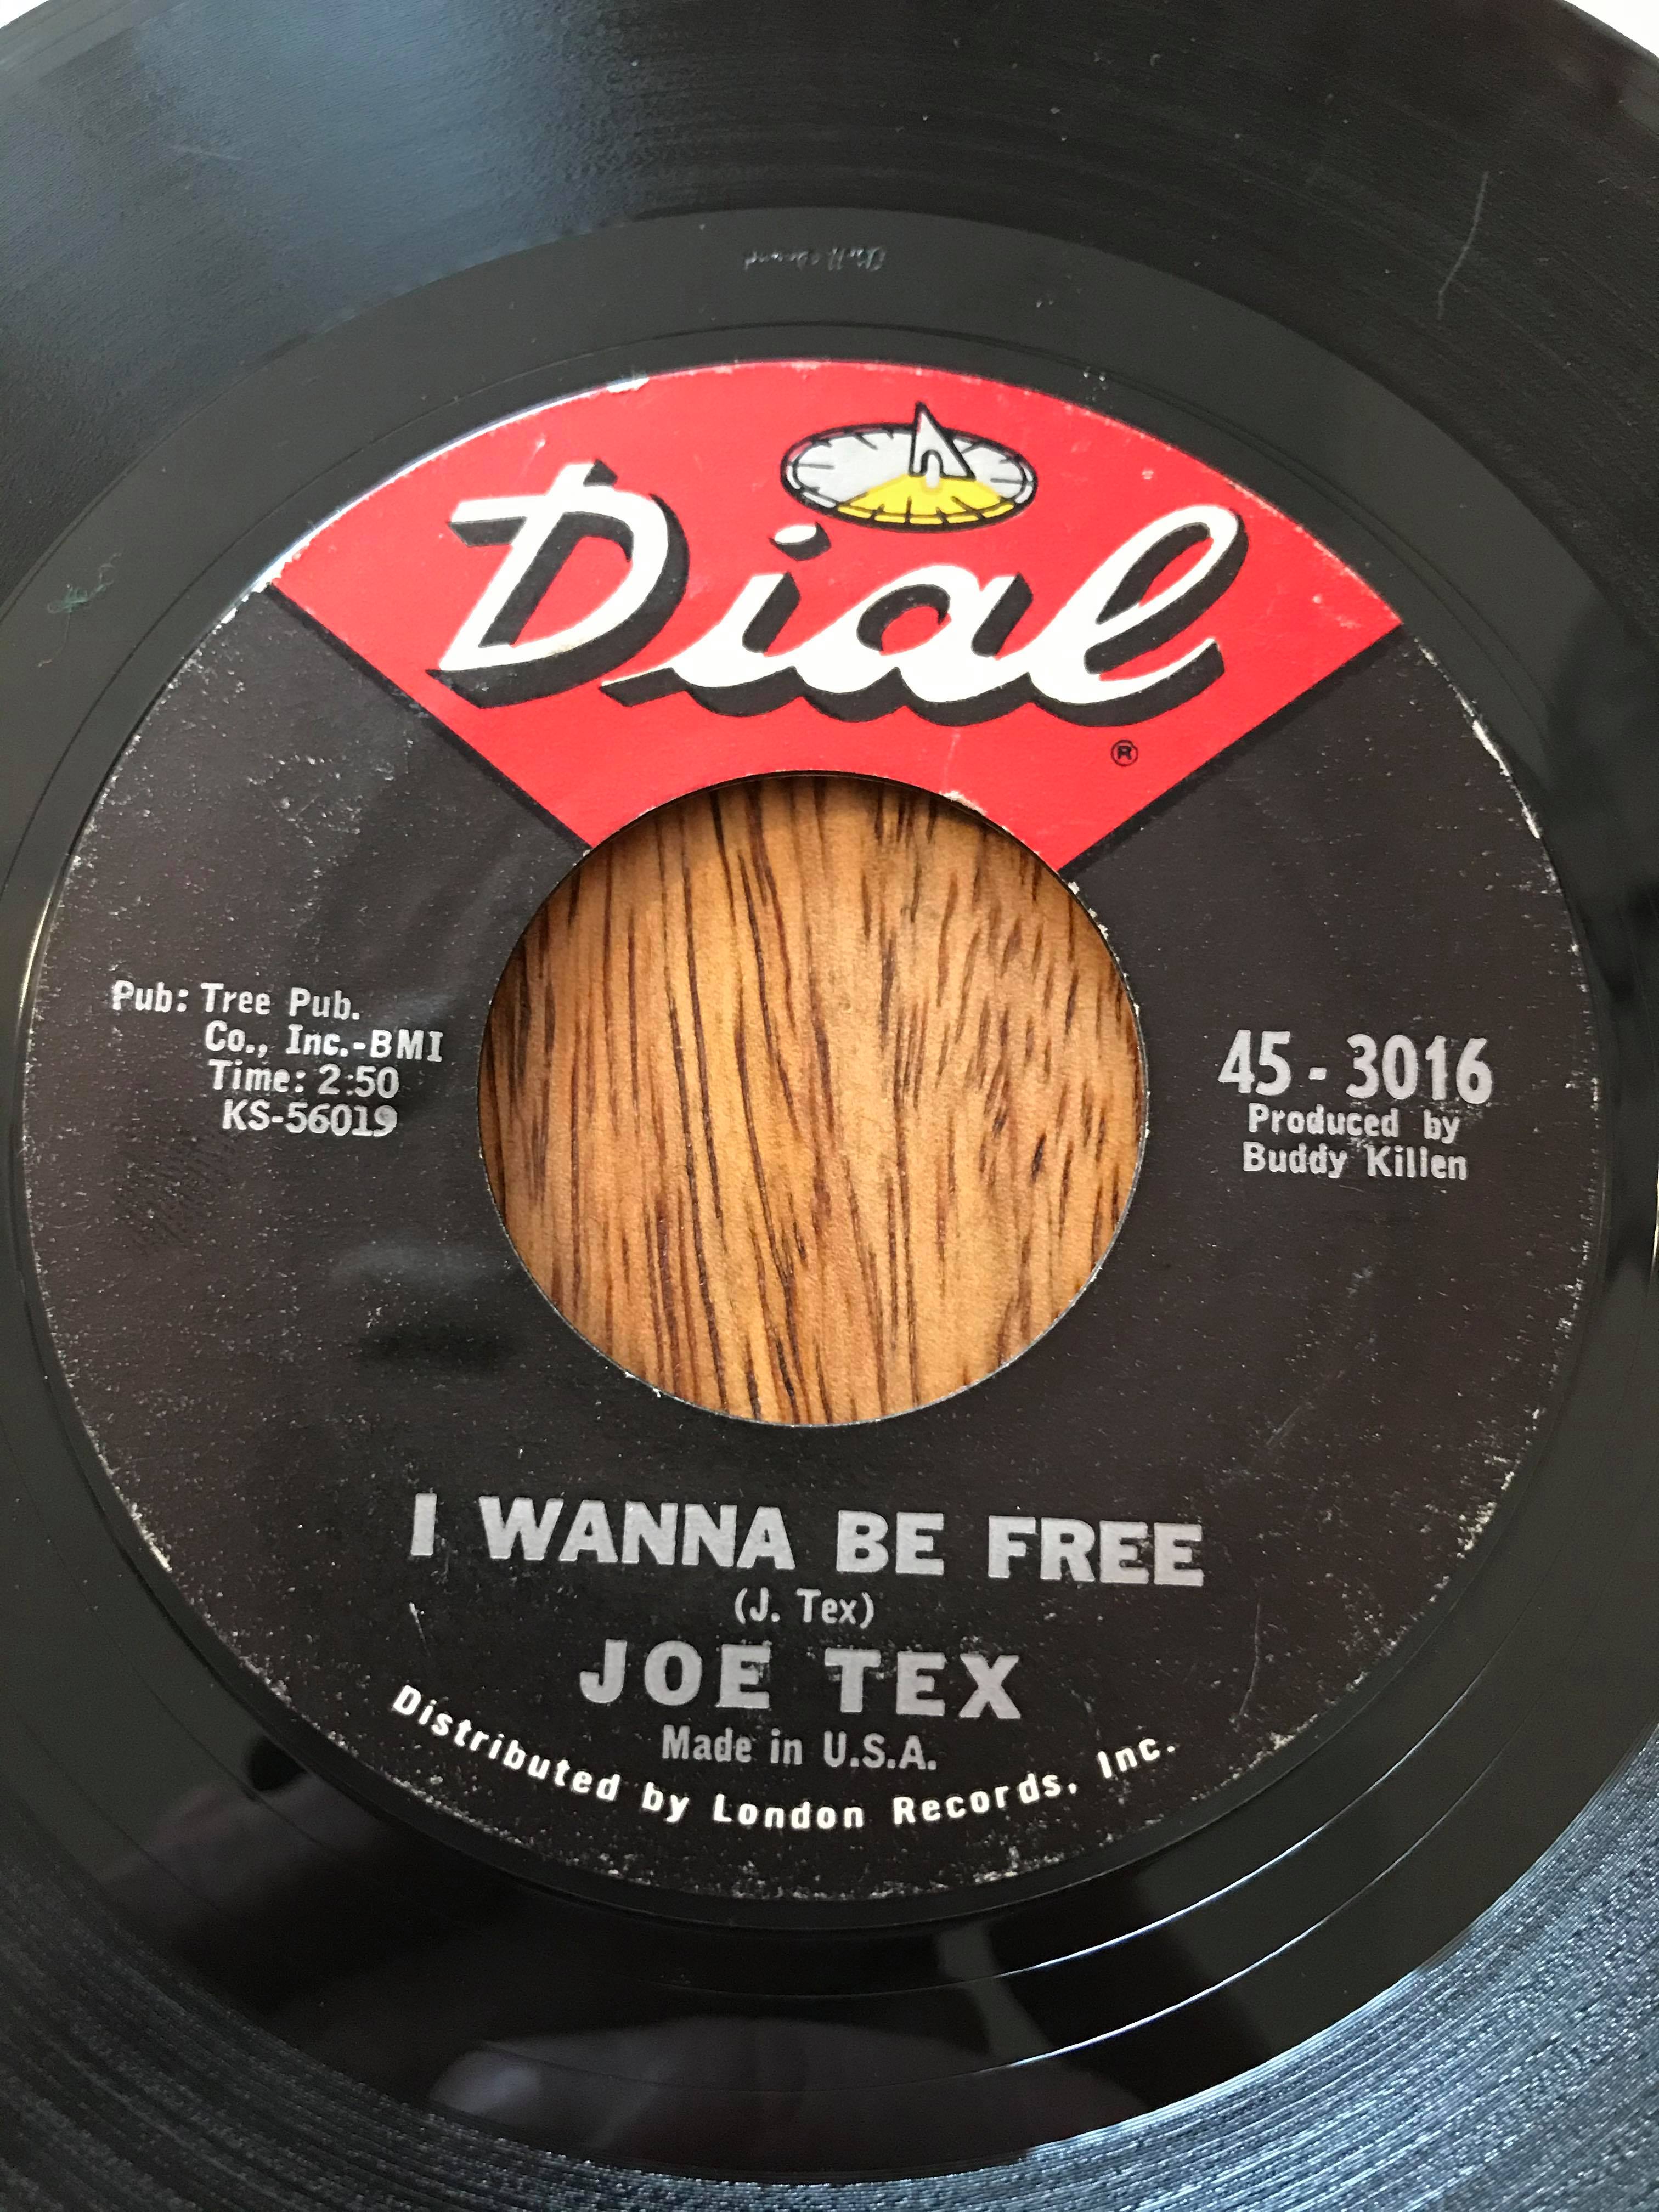 Dial
®
Pub: Tree Pub.
Co., Inc.-BMI
Time: 2:50
KS-56019
45-3016
Produced by
Buddy Killen
I WANNA BE FREE
(J. Tex)
JOE TEX
Made in U.S.A.
Distributed by London Records, Inc.